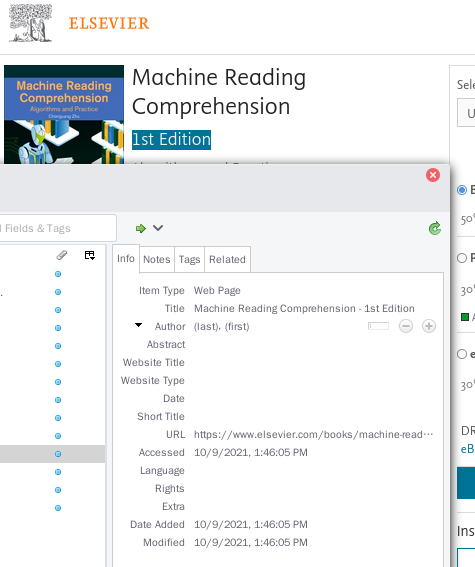 ELSEVIER
Machine Reading Comprehension
Algorithms and Practice
Chenguang Zhu
Machine Reading
Comprehension
1st Edition
Sele
B
50%
P
30%
A
e
30%
DR
eB
Ins
l Fields & Tags
Info Notes Tags Related
Item Type Web Page
Title Machine Reading Comprehension - 1st Edition
Author (last), (first)
Abstract
Website Title
Website Type
Date
Short Title
URL https://www.elsevier.com/books/machine-read···
Accessed 10/9/2021, 1:46:05 PM
Language
Rights
Extra
Date Added 10/9/2021, 1:46:05 PM
Modified 10/9/2021, 1:46:05 PM